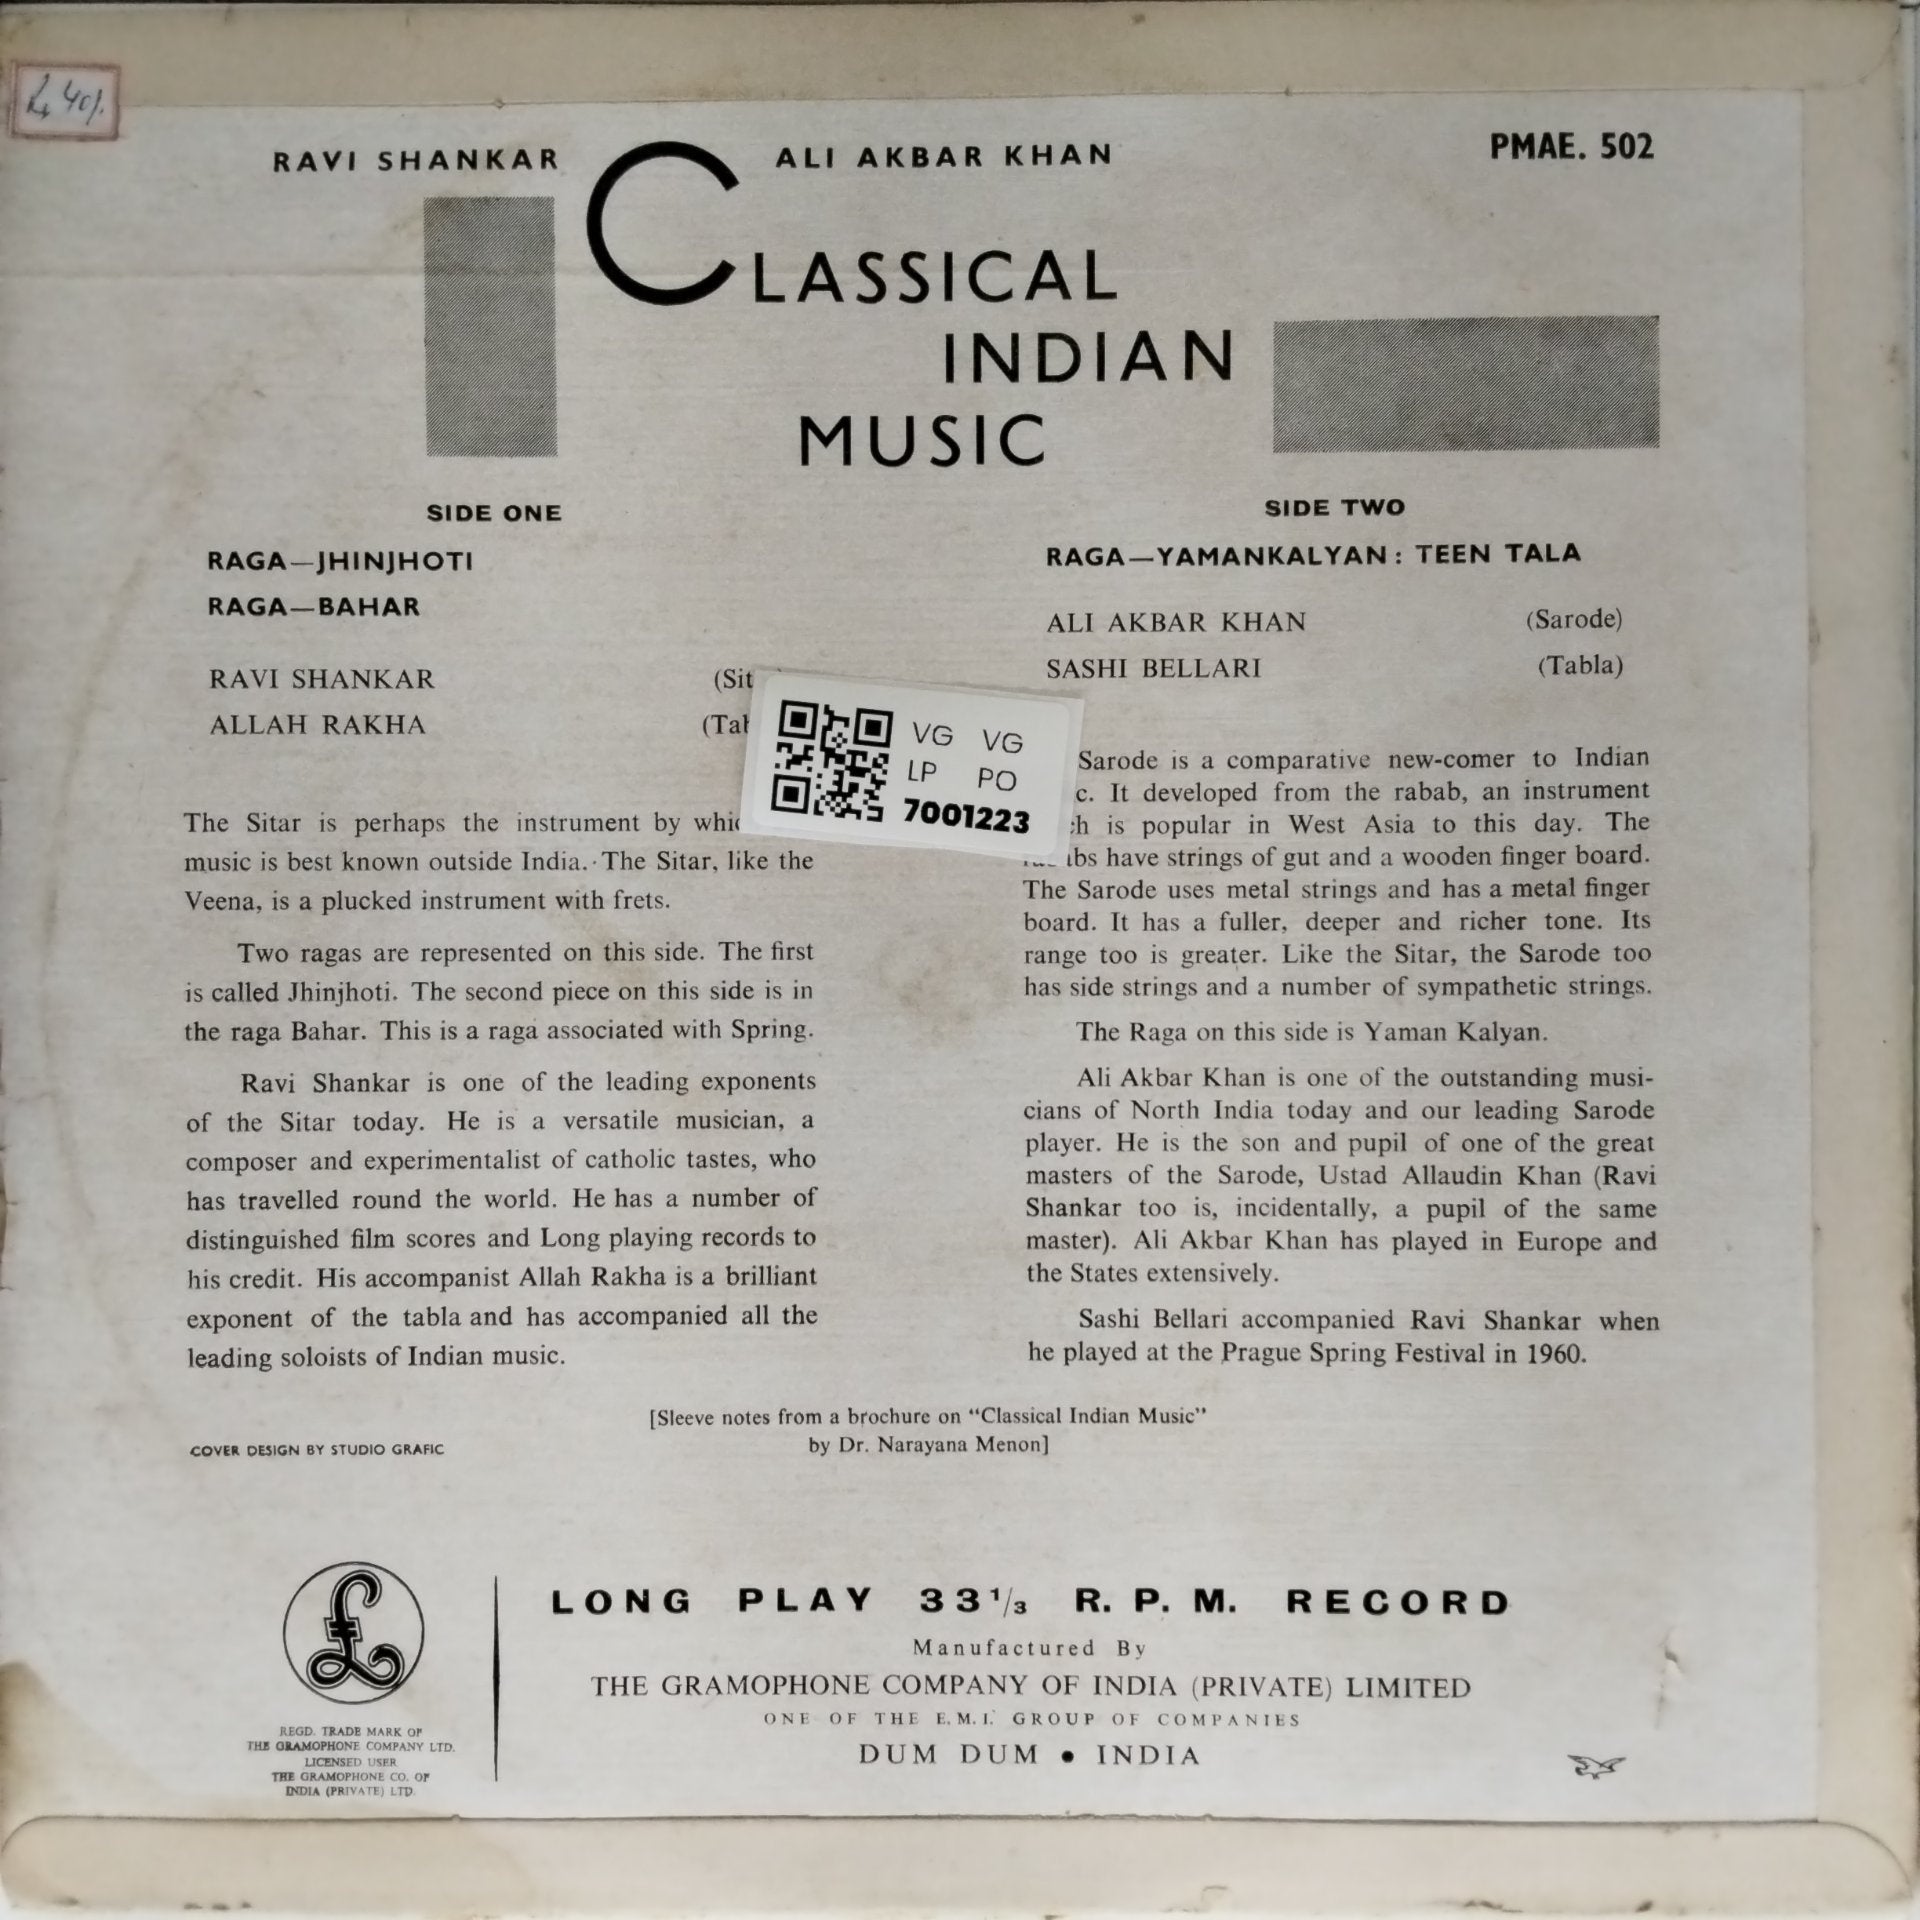 Rs 40/.
RAVI SHANKAR
ALI AKBAR KHAN
PMAE. 502
CLASSICAL
INDIAN
MUSIC
SIDE ONE
RAGA—JHINJHOTI
RAGA—BAHAR
RAVI SHANKAR (Sit
ALLAH RAKHA (Tab
The Sitar is perhaps the instrument by whic
music is best known outside India. The Sitar, like the
Veena, is a plucked instrument with frets.
Two ragas are represented on this side. The first
is called Jhinjhoti. The second piece on this side is in
the raga Bahar. This is a raga associated with Spring.
Ravi Shankar is one of the leading exponents
of the Sitar today. He is a versatile musician, a
composer and experimentalist of catholic tastes, who
has travelled round the world. He has a number of
distinguished film scores and Long playing records to
his credit. His accompanist Allah Rakha is a brilliant
exponent of the tabla and has accompanied all the
leading soloists of Indian music.
VG VG
LP PO
7001223
SIDE TWO
RAGA—YAMANKALYAN: TEEN TALA
ALI AKBAR KHAN (Sarode)
SASHI BELLARI (Tabla)
Sarode is a comparative new-comer to Indian
c. It developed from the rabab, an instrument
h is popular in West Asia to this day. The
bs have strings of gut and a wooden finger board.
The Sarode uses metal strings and has a metal finger
board. It has a fuller, deeper and richer tone. Its
range too is greater. Like the Sitar, the Sarode too
has side strings and a number of sympathetic strings.
The Raga on this side is Yaman Kalyan.
Ali Akbar Khan is one of the outstanding musi-
cians of North India today and our leading Sarode
player. He is the son and pupil of one of the great
masters of the Sarode, Ustad Allaudin Khan (Ravi
Shankar too is, incidentally, a pupil of the same
master). Ali Akbar Khan has played in Europe and
the States extensively.
Sashi Bellari accompanied Ravi Shankar when
he played at the Prague Spring Festival in 1960.
[Sleeve notes from a brochure on "Classical Indian Music"
by Dr. Narayana Menon]
COVER DESIGN BY STUDIO GRAFIC
REGD. TRADE MARK OF
THE GRAMOPHONE COMPANY LTD.
LICENSED USER
THE GRAMOPHONE CO. OF
INDIA (PRIVATE) LTD.
LONG PLAY 33 1/3 R. P. M. RECORD
Manufactured By
THE GRAMOPHONE COMPANY OF INDIA (PRIVATE) LIMITED
ONE OF THE E.M.I. GROUP OF COMPANIES
DUM DUM • INDIA